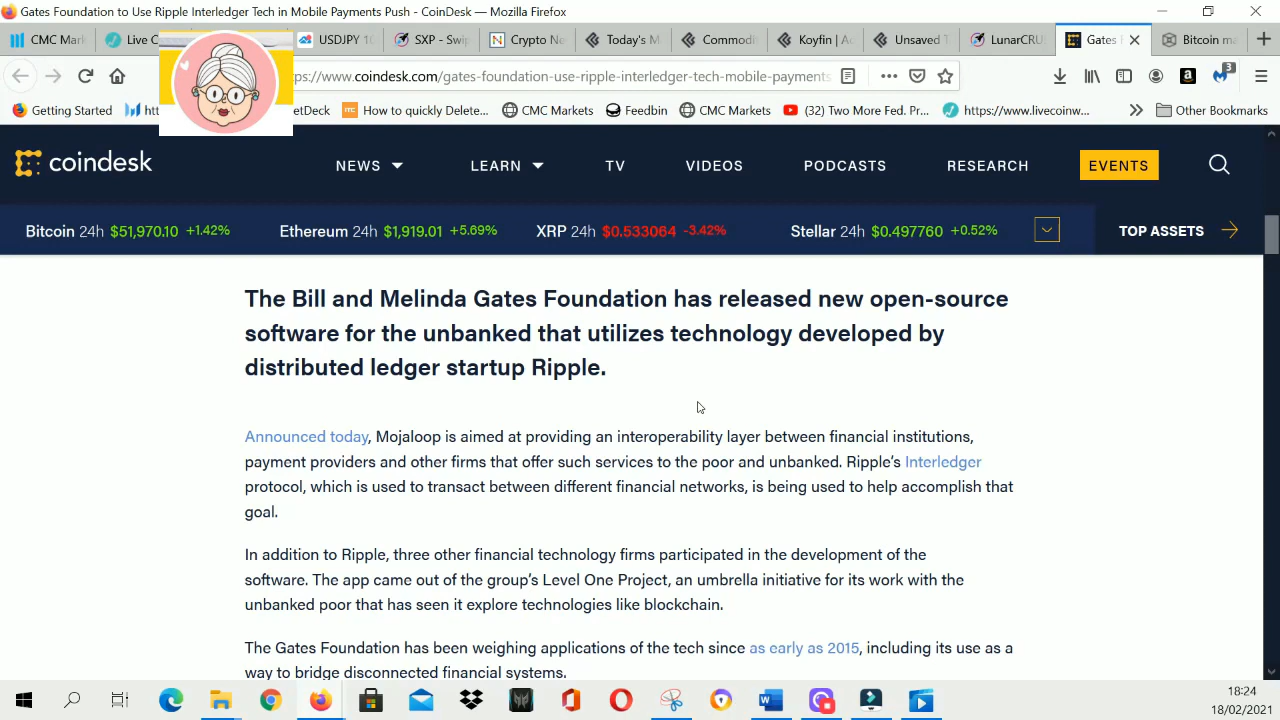 Gates Foundation to Use Ripple Interledger Tech in Mobile Payments Push - CoinDesk — Mozilla Firefox
CMC Mark
Live C
USDJPY 10
SXP - Swip
Crypto Ne
Today's M
Commod
Koyfin | A
Unsaved T
LunarCRU
Gates F
Bitcoin ma
ps://www.coindesk.com/gates-foundation-use-ripple-interledger-tech-mobile-payments
3
Getting Started
htt
etDeck
ITC
How to quickly Delete...
CMC Markets
Feedbin
CMC Markets
(32) Two More Fed. Pr...
https://www.livecoinw...
Other Bookmarks
coindesk
NEWS
LEARN
TV
VIDEOS
PODCASTS
RESEARCH
EVENTS
Bitcoin 24h $51,970.10 +1.42%
Ethereum 24h $1,919.01 +5.69%
XRP 24h $0.533064 -3.42%
Stellar 24h $0.497760 +0.52%
TOP ASSETS
The Bill and Melinda Gates Foundation has released new open-source
software for the unbanked that utilizes technology developed by
distributed ledger startup Ripple.
Announced today, Mojaloop is aimed at providing an interoperability layer between financial institutions,
payment providers and other firms that offer such services to the poor and unbanked. Ripple's Interledger
protocol, which is used to transact between different financial networks, is being used to help accomplish that
goal.
In addition to Ripple, three other financial technology firms participated in the development of the
software. The app came out of the group's Level One Project, an umbrella initiative for its work with the
unbanked poor that has seen it explore technologies like blockchain.
The Gates Foundation has been weighing applications of the tech since as early as 2015, including its use as a
way to bridge disconnected financial systems.
18:24
18/02/2021